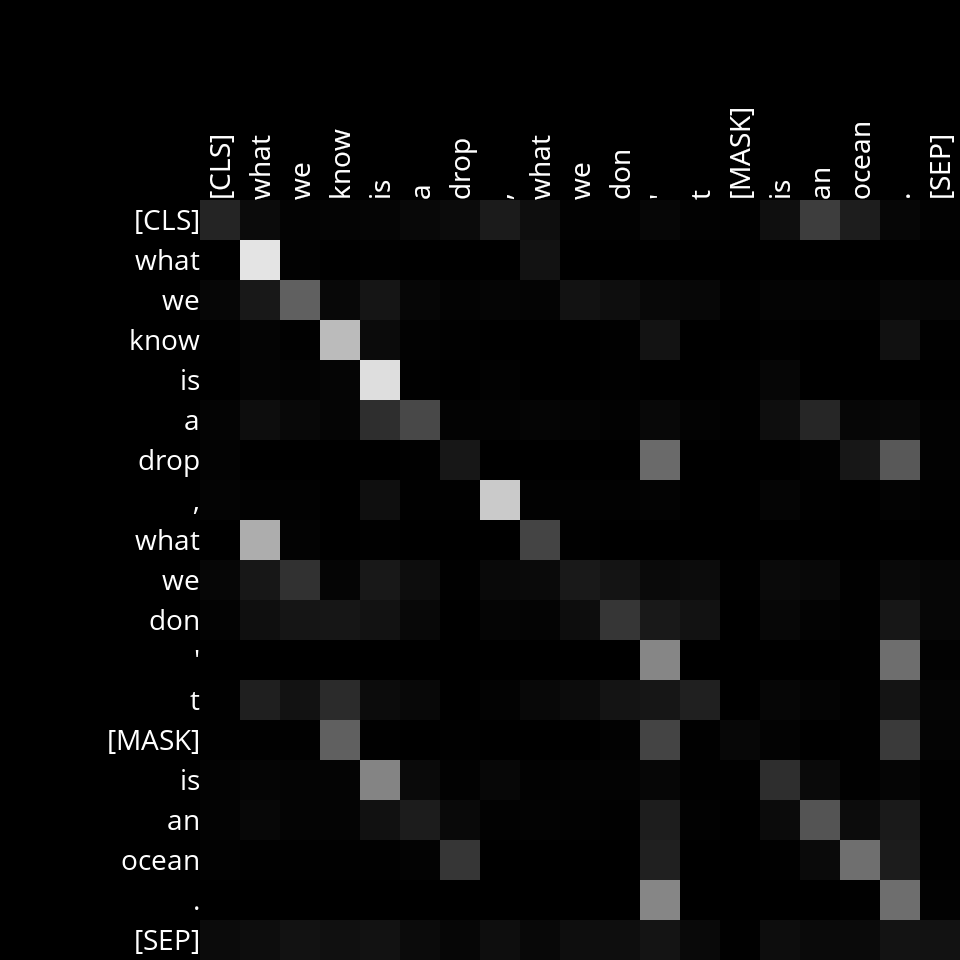 [CLS] what we know is a drop , what we don ' t [MASK] is an ocean . [SEP]
[CLS]
what
we
know
is
a
drop
,
what
we
don
'
t
[MASK]
is
an
ocean
.
[SEP]